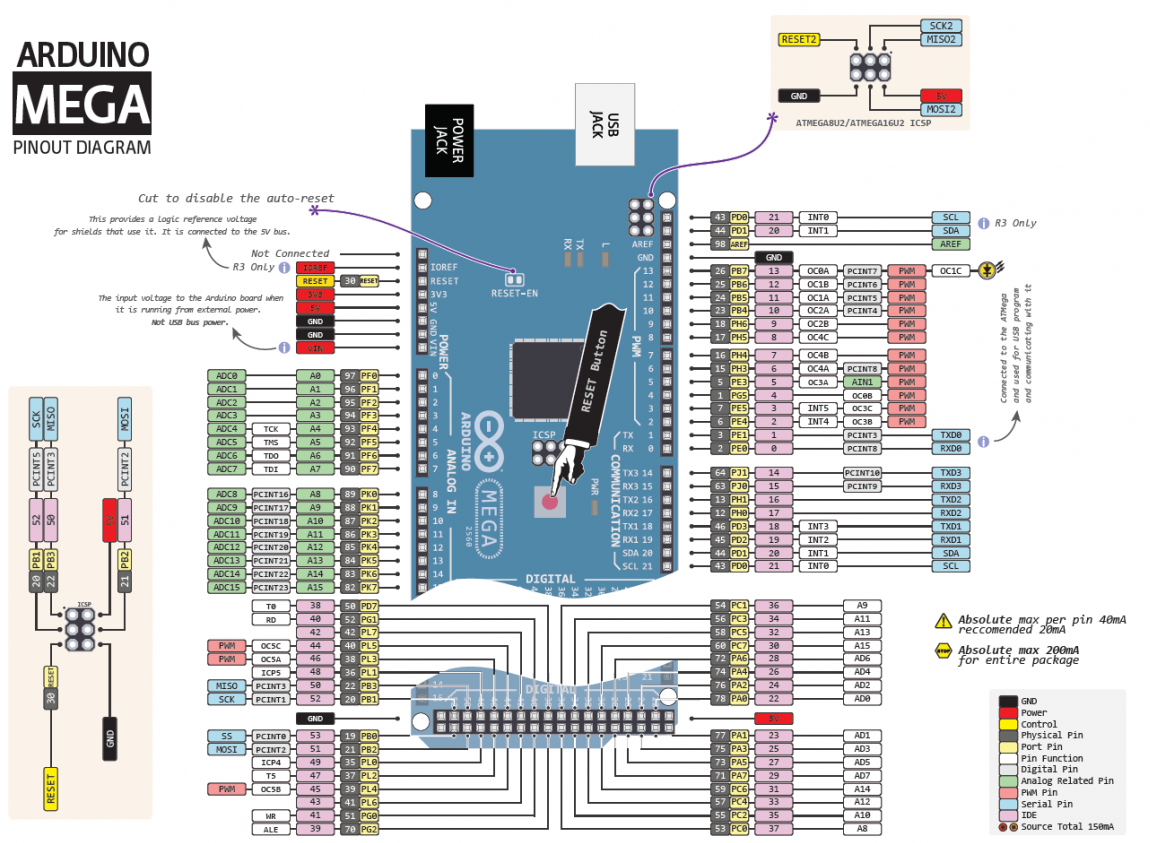 ARDUINO
MEGA
PINOUT DIAGRAM
SCK2
RESET2 MISO2
GND 5V
MOSI2
ATMEGA8U2/ATMEGA16U2 ICSP
POWER JACK
USB JACK
Cut to disable the auto-reset
This provides a logic reference voltage
for shields that use it. It is connected to the 5V bus.
Not Connected
R3 Only i IOREF
RESET 30 RESET
3V3
5V
GND
GND
i VIN
The input voltage to the Arduino board when
it is running from external power.
Not USB bus power.
IOREF
RESET
3V3
5V
GND
VIN
POWER
RESET-EN
RX TX L
AREF
GND
13
12
11
10
9
8
7
6
5
4
3
2
TX 1
RX 0
PWM
TX3 14
RX3 15
TX2 16
RX2 17
TX1 18
RX1 19
SDA 20
SCL 21
COMMUNICATION
RESET Button
ICSP
PWR
ARDUINO
MEGA
2560
ANALOG IN
0
1
2
3
4
5
6
7
8
9
10
11
12
13
14
DIGITAL
43 PD0 21 INT0 SCL
44 PD1 20 INT1 SDA
i R3 Only
98 AREF AREF
GND
26 PB7 13 OC0A PCINT7 PWM OC1C
25 PB6 12 OC1B PCINT6 PWM
24 PB5 11 OC1A PCINT5 PWM
23 PB4 10 OC2A PCINT4 PWM
18 PH6 9 OC2B PWM
17 PH5 8 OC4C PWM
16 PH4 7 OC4B PWM
15 PH3 6 OC4A PCINT8 PWM
5 PE3 5 OC3A AIN1 PWM
1 PG5 4 OC0B PWM
7 PE5 3 INT5 OC3C PWM
6 PE4 2 INT4 OC3B PWM
3 PE1 1 PCINT3 TXD0
2 PE0 0 PCINT8 RXD0
i
Connected to the ATMega
and used for USB program
and communicating with it
64 PJ1 14 PCINT10 TXD3
63 PJ0 15 PCINT9 RXD3
13 PH1 16 TXD2
12 PH0 17 RXD2
46 PD3 18 INT3 TXD1
45 PD2 19 INT2 RXD1
44 PD1 20 INT1 SDA
43 PD0 21 INT0 SCL
ADC0 A0 97 PF0
ADC1 A1 96 PF1
ADC2 A2 95 PF2
ADC3 A3 94 PF3
ADC4 TCK A4 93 PF4
ADC5 TMS A5 92 PF5
ADC6 TDO A6 91 PF6
ADC7 TDI A7 90 PF7
ADC8 PCINT16 A8 89 PK0
ADC9 PCINT17 A9 88 PK1
ADC10 PCINT18 A10 87 PK2
ADC11 PCINT19 A11 86 PK3
ADC12 PCINT20 A12 85 PK4
ADC13 PCINT21 A13 84 PK5
ADC14 PCINT22 A14 83 PK6
ADC15 PCINT23 A15 82 PK7
T0 38 50 PD7
RD 40 52 PG1
42 42 PL7
PWM OC5C 44 40 PL5
PWM OC5A 46 38 PL3
ICP5 48 36 PL1
MISO PCINT3 50 22 PB3
SCK PCINT1 52 20 PB1
GND
SS PCINT0 53 19 PB0
MOSI PCINT2 51 21 PB2
ICP4 49 35 PL0
T5 47 37 PL2
PWM OC5B 45 39 PL4
43 41 PL6
WR 41 51 PG0
ALE 39 70 PG2
DIGITAL
14
21
54 PC1 36 A9
56 PC3 34 A11
58 PC5 32 A13
60 PC7 30 A15
72 PA6 28 AD6
74 PA4 26 AD4
76 PA2 24 AD2
78 PA0 22 AD0
5V
77 PA1 23 AD1
75 PA3 25 AD3
73 PA5 27 AD5
71 PA7 29 AD7
59 PC6 31 A14
57 PC4 33 A12
55 PC2 35 A10
53 PC0 37 A8
SCK PCINT5 52 PB1 20
MISO PCINT3 50 PB3 22
MOSI PCINT2 51 PB2 21
5V
ICSP
RESET 30 RESET
GND
Absolute max per pin 40mA
reccomended 20mA
Absolute max 200mA
for entire package
GND
Power
Control
Physical Pin
Port Pin
Pin Function
Digital Pin
Analog Related Pin
PWM Pin
Serial Pin
IDE
Source Total 150mA